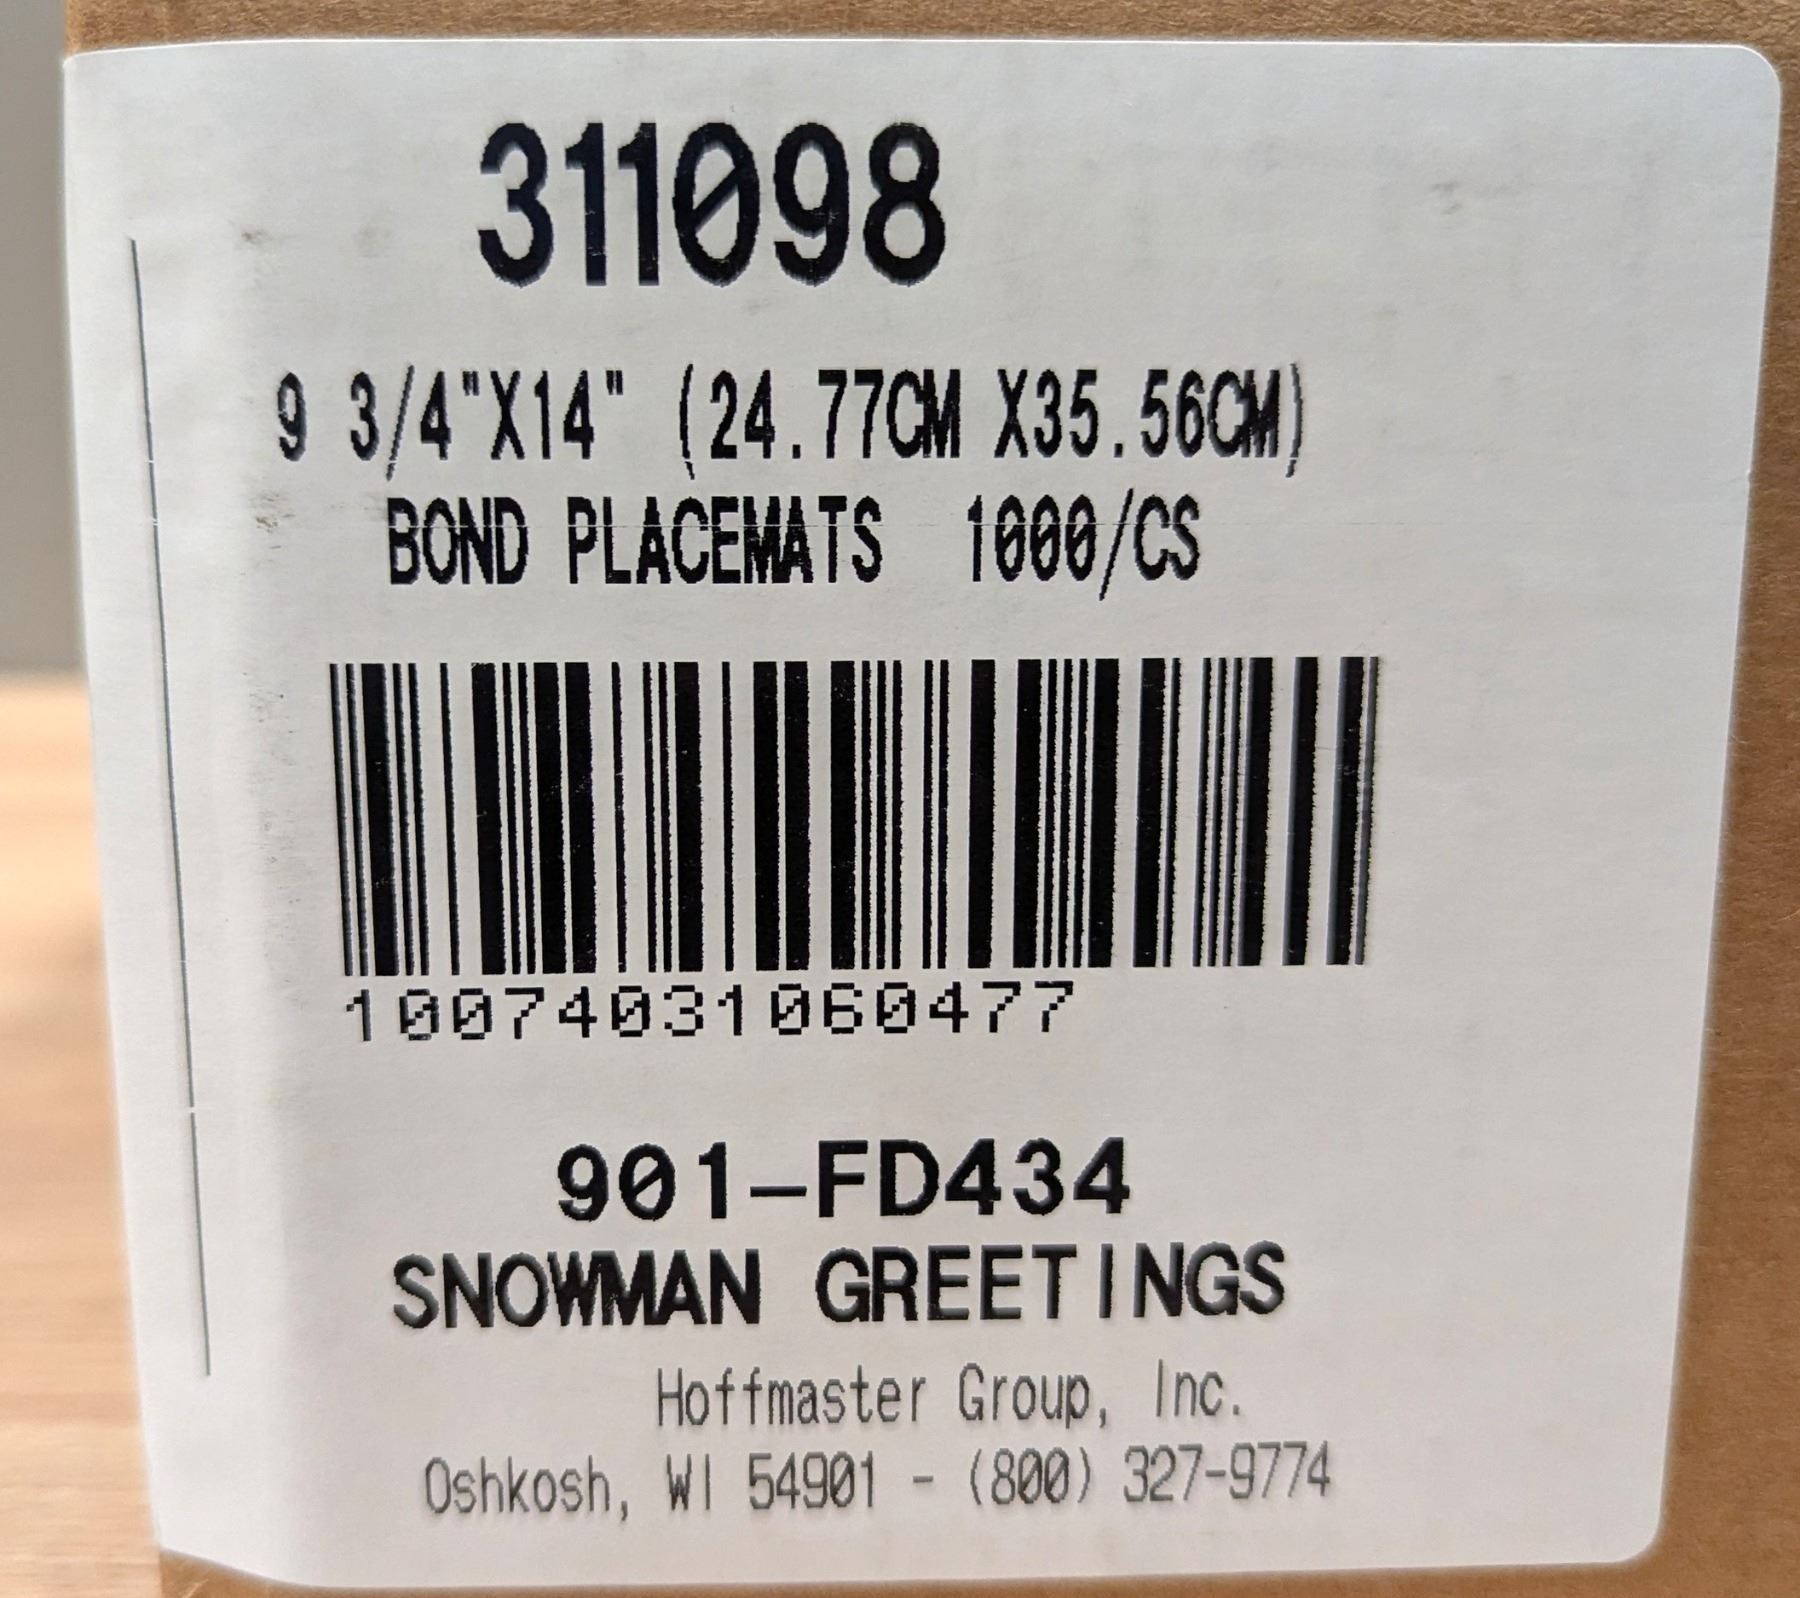 311098
9 3/4"X14" (24.77CM X35.56CM)
BOND PLACEMATS 1000/CS
10074031060477
901-FD434
SNOWMAN GREETINGS
Hoffmaster Group, Inc.
Oshkosh, WI 54901 - (800) 327-9774